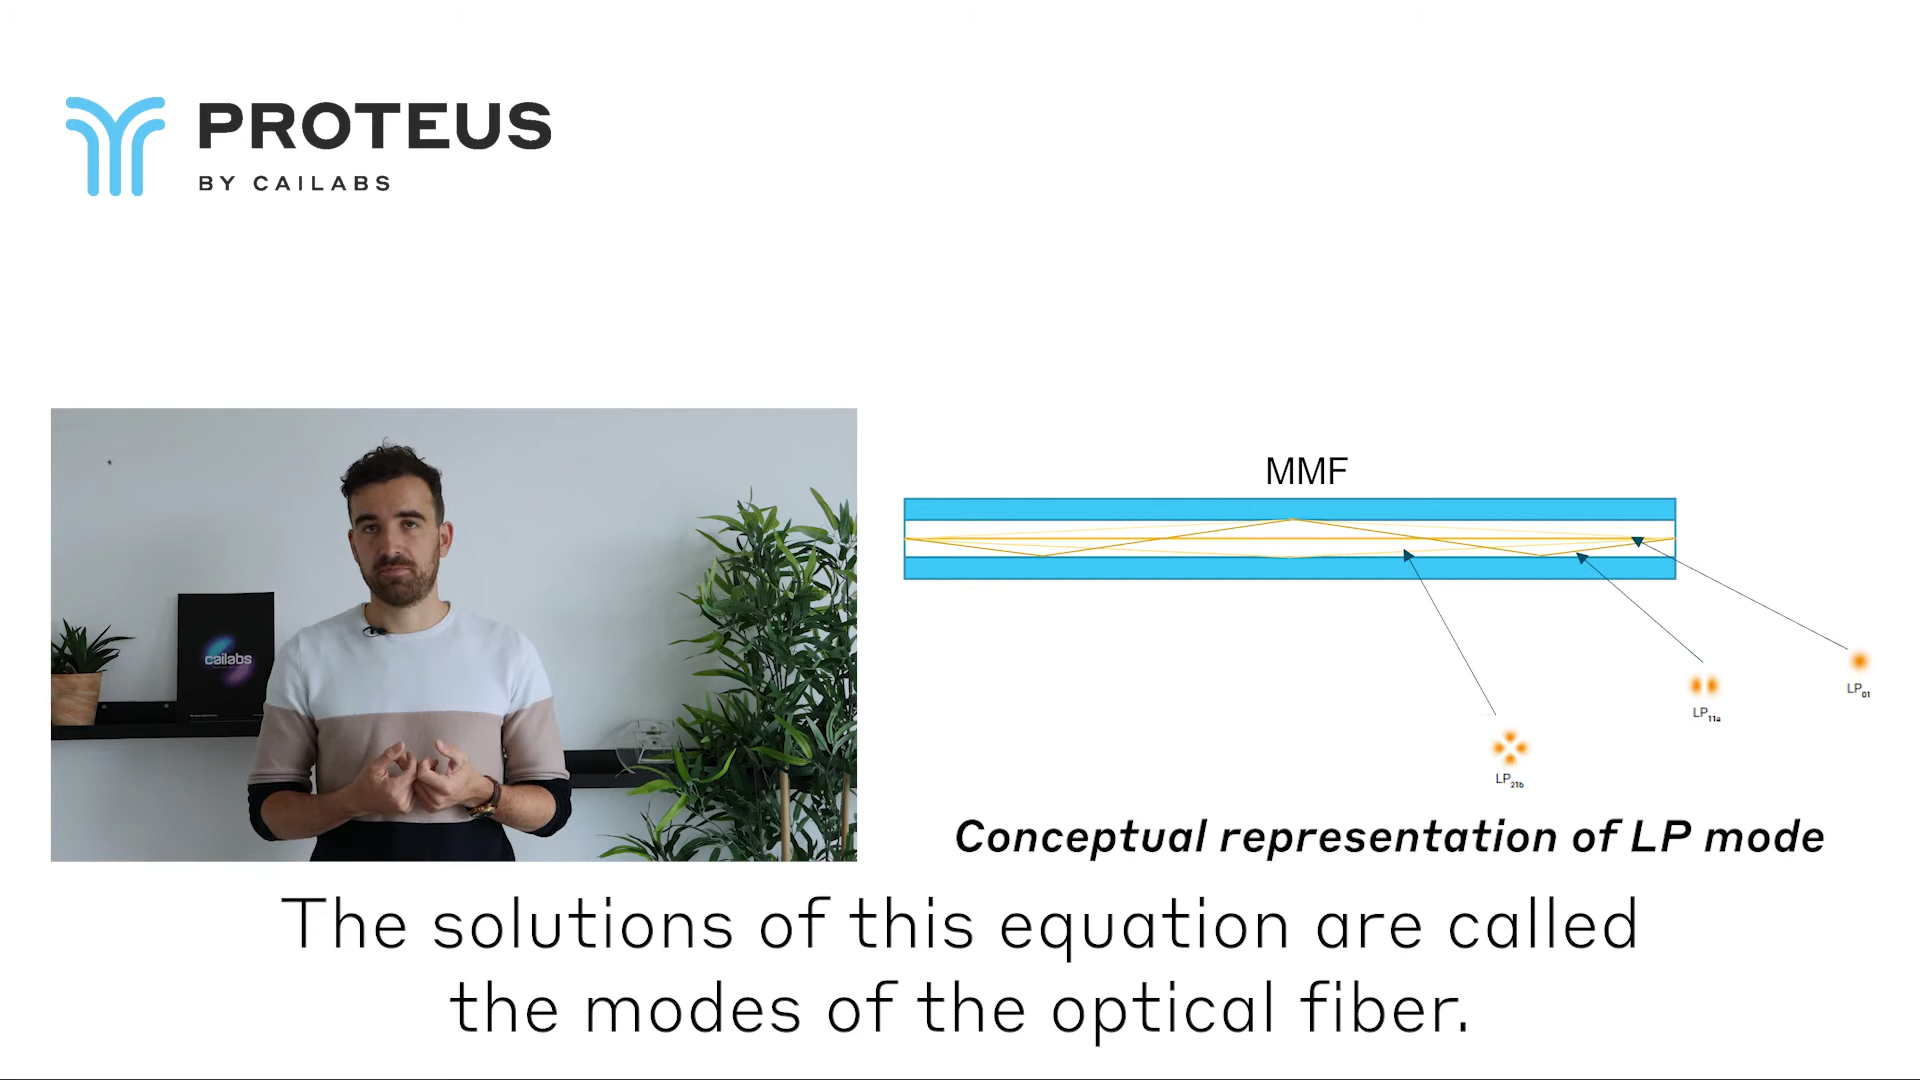 PROTEUS
BY CAILABS
cailabs
MMF
LP01
LP11a
LP21b
Conceptual representation of LP mode
The solutions of this equation are called
the modes of the optical fiber.